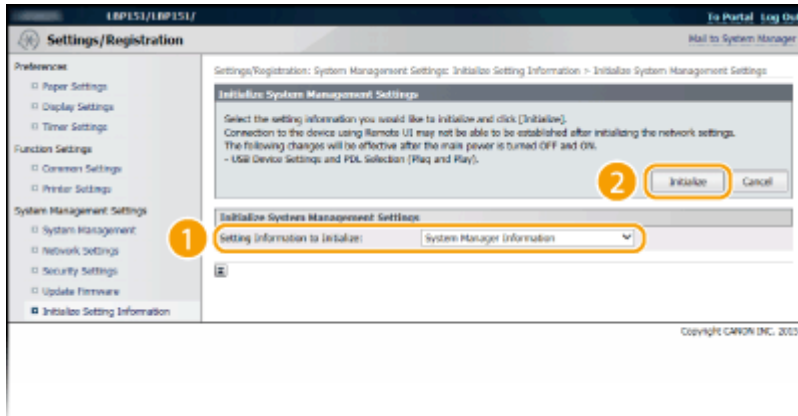 LBP151/LBP151/
To Portal Log Out
Settings/Registration
Mail to System Manager
Preferences
Paper Settings
Display Settings
Timer Settings
Function Settings
Common Settings
Printer Settings
System Management Settings
System Management
Network Settings
Security Settings
Update Firmware
Initialize Setting Information
Settings/Registration: System Management Settings: Initialize Setting Information > Initialize System Management Settings
Initialize System Management Settings
Select the setting information you would like to initialize and click [Initialize].
Connection to the device using Remote UI may not be able to be established after initializing the network settings.
The following changes will be effective after the main power is turned OFF and ON.
- USB Device Settings and PDL Selection (Plug and Play).
2
Initialize
Cancel
Initialize System Management Settings
1
Setting Information to Initialize:
System Manager Information
Copyright CANON INC. 2015